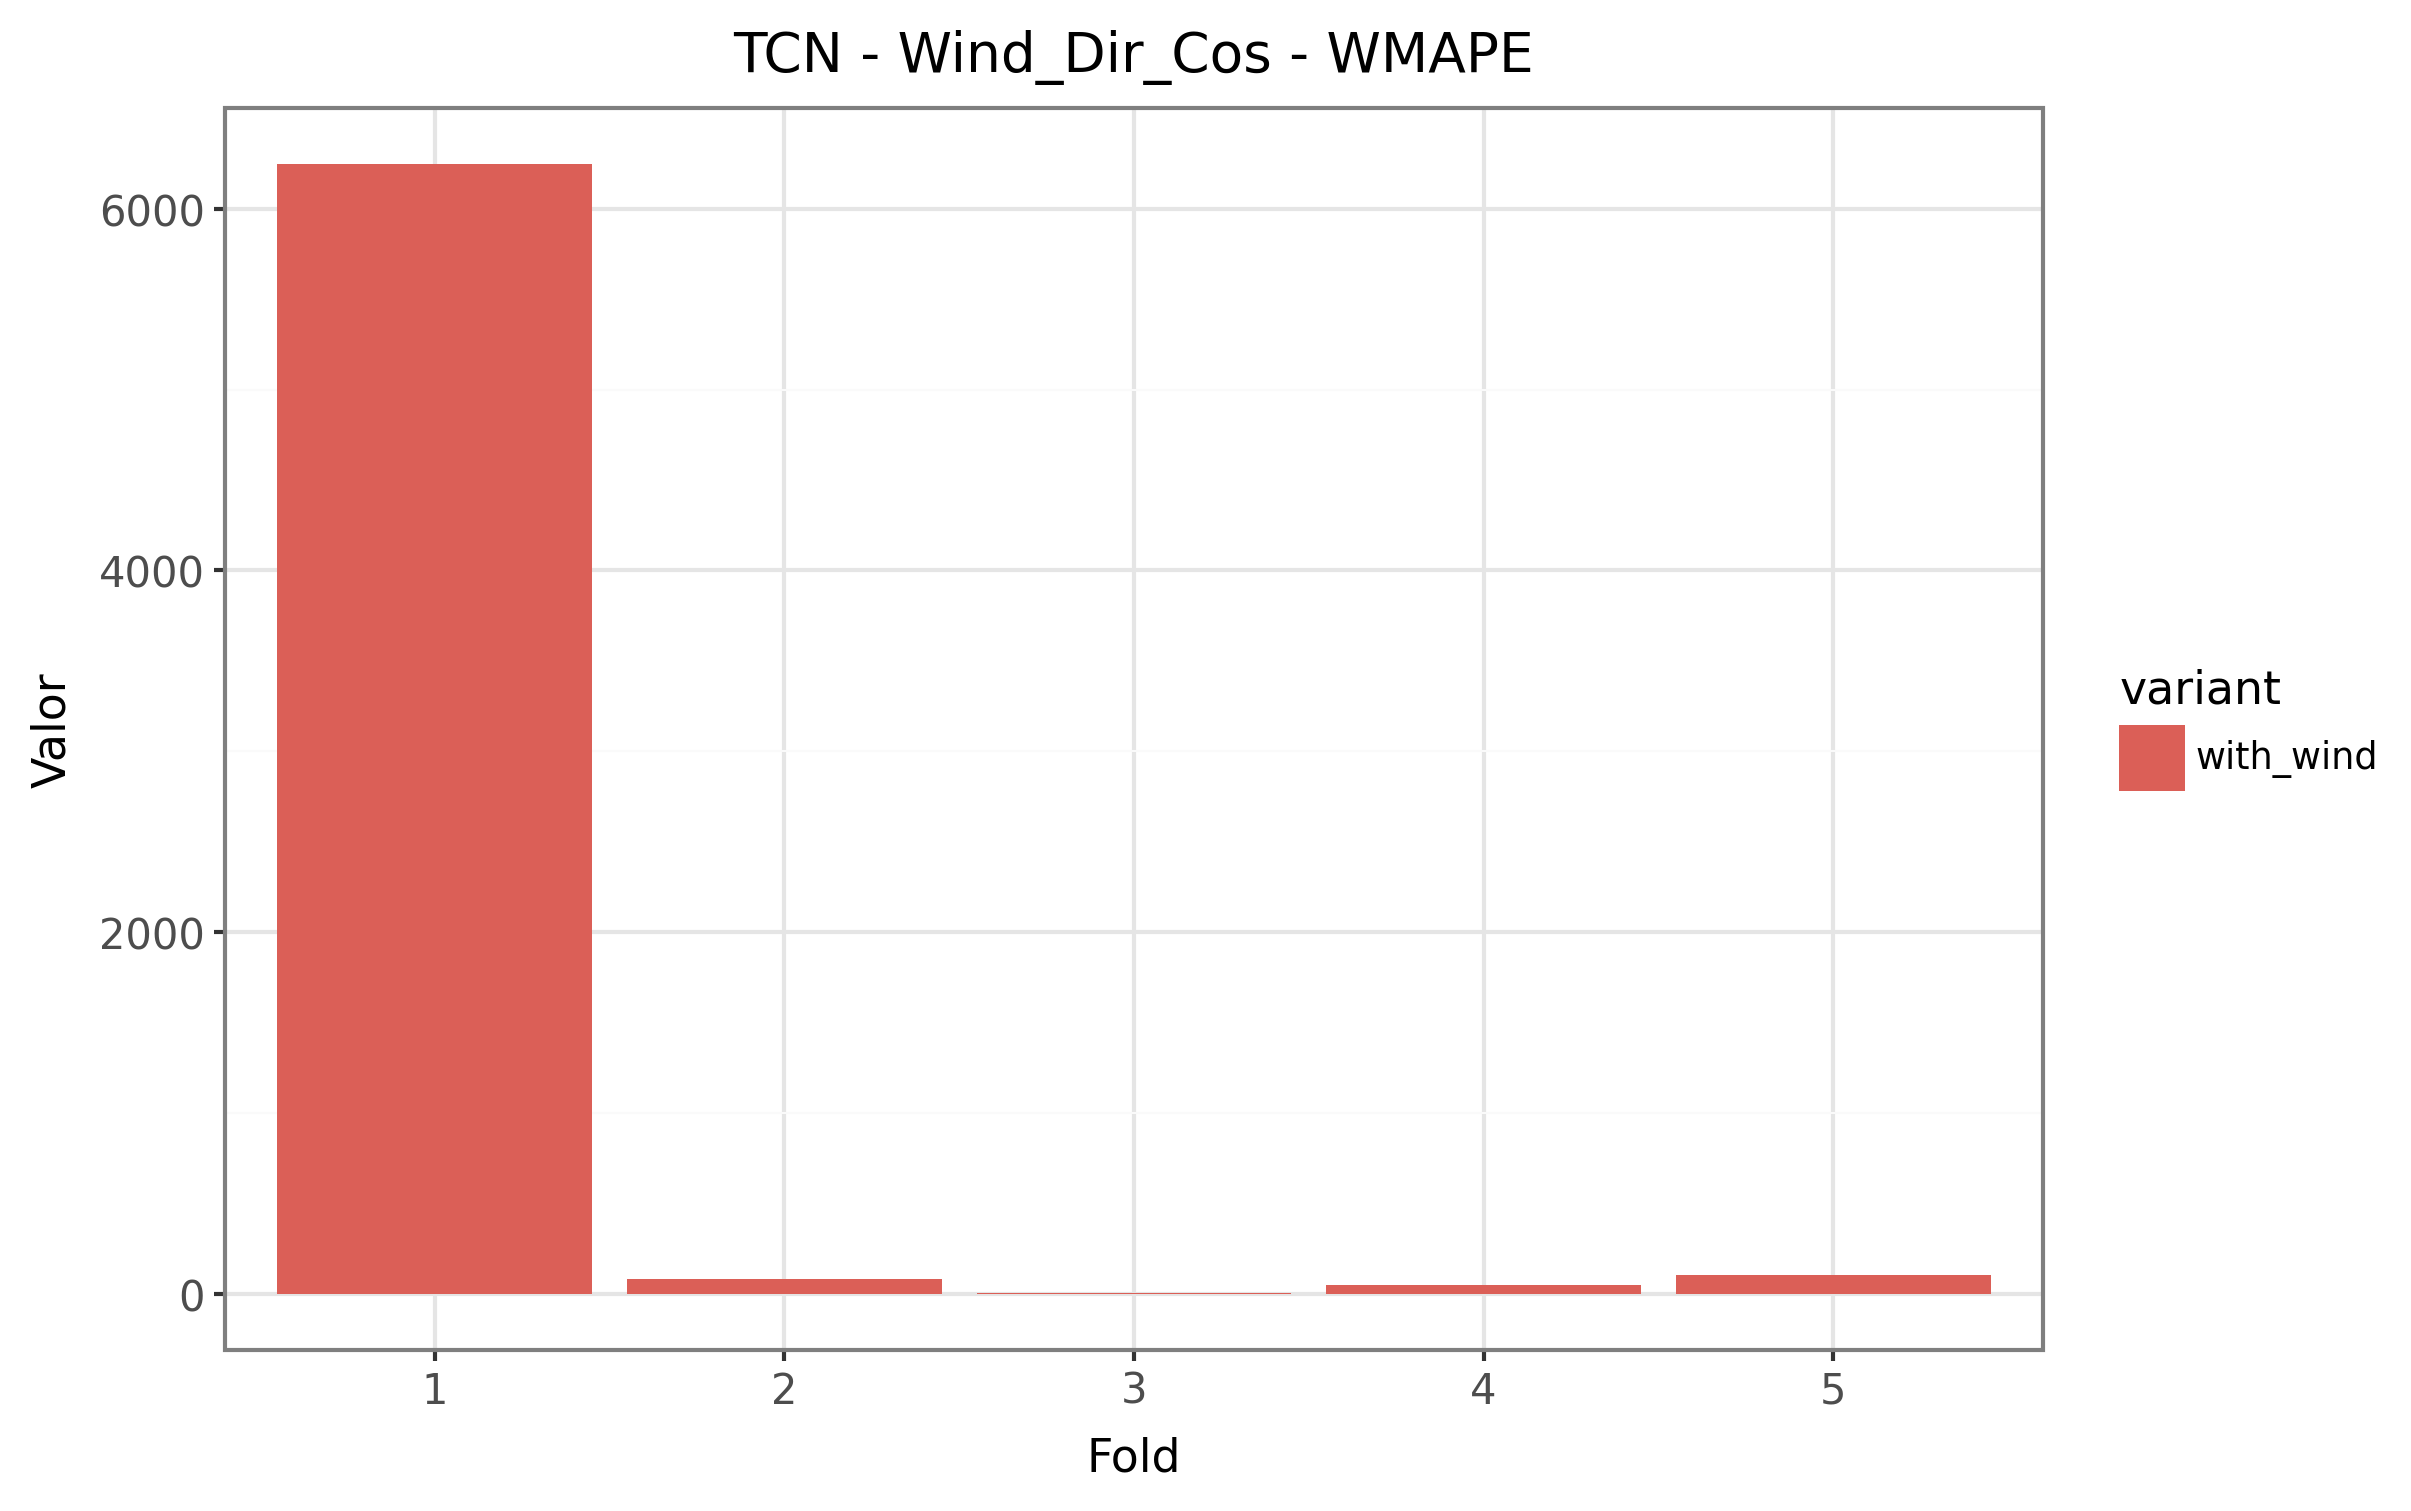 TCN - Wind_Dir_Cos - WMAPE
6000
4000
2000
0
Valor
1 2 3 4 5
Fold
variant
with_wind